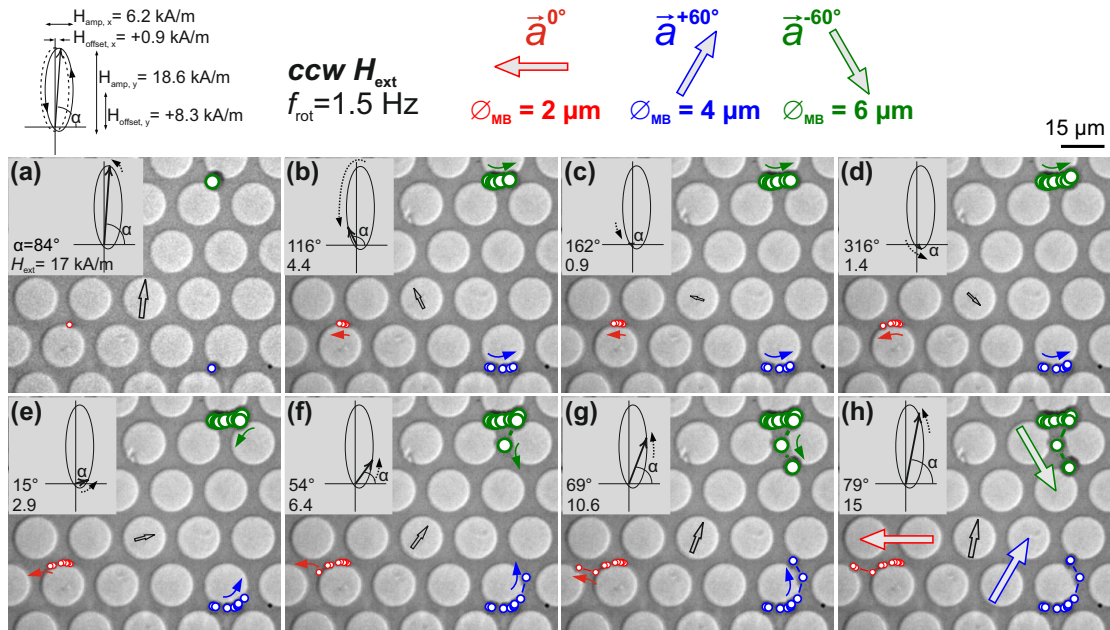 H_amp, x = 6.2 kA/m
H_offset, x = +0.9 kA/m
H_amp, y = 18.6 kA/m
H_offset, y = +8.3 kA/m
α
ccw H_ext
f_rot=1.5 Hz
a⃗^0°
∅_MB = 2 µm
a⃗^+60°
∅_MB = 4 µm
a⃗^-60°
∅_MB = 6 µm
15 µm
(a)
α
α=84°
H_ext= 17 kA/m
(b)
α
116°
4.4
(c)
α
162°
0.9
(d)
α
316°
1.4
(e)
α
15°
2.9
(f)
α
54°
6.4
(g)
α
69°
10.6
(h)
α
79°
15